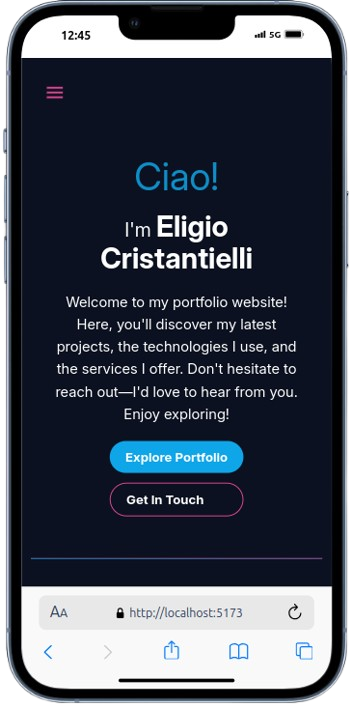 12:45
5G
Ciao!
I'm Eligio
Cristantielli
Welcome to my portfolio website!
Here, you'll discover my latest
projects, the technologies I use, and
the services I offer. Don't hesitate to
reach out—I'd love to hear from you.
Enjoy exploring!
Explore Portfolio
Get In Touch
AA http://localhost:5173